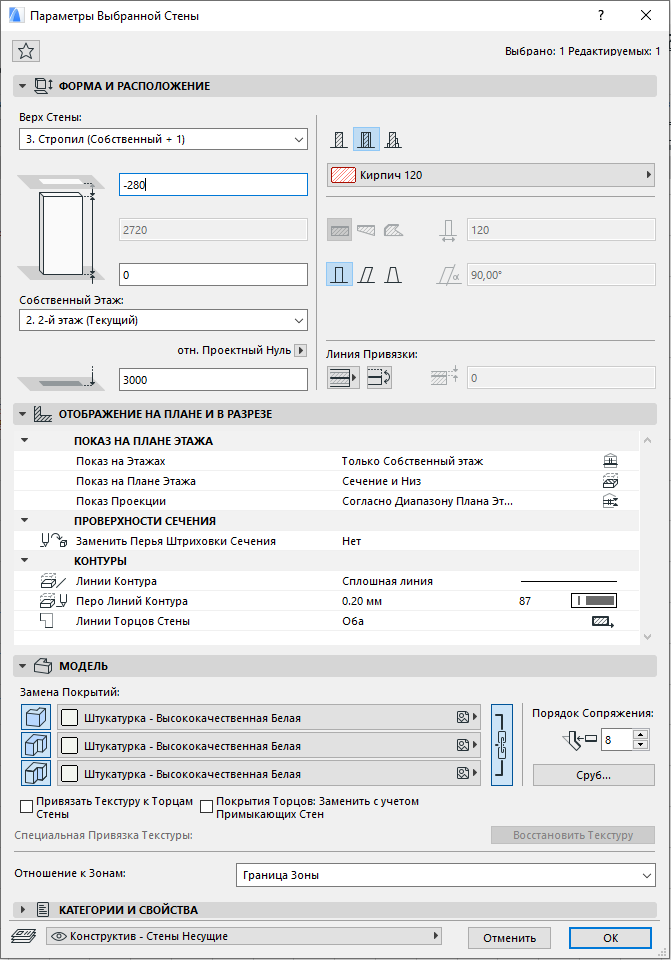 Параметры Выбранной Стены
Выбрано: 1 Редактируемых: 1
ФОРМА И РАСПОЛОЖЕНИЕ
Верх Стены:
3. Стропил (Собственный + 1)
-280
2720
0
Собственный Этаж:
2. 2-й этаж (Текущий)
отн. Проектный Нуль
3000
Кирпич 120
120
α
90,00°
Линия Привязки:
0
ОТОБРАЖЕНИЕ НА ПЛАНЕ И В РАЗРЕЗЕ
ПОКАЗ НА ПЛАНЕ ЭТАЖА
Показ на Этажах Только Собственный этаж
Показ на Плане Этажа Сечение и Низ
Показ Проекции Согласно Диапазону Плана Эт...
ПРОВЕРХНОСТИ СЕЧЕНИЯ
Заменить Перья Штриховки Сечения Нет
КОНТУРЫ
Линии Контура Сплошная линия
Перо Линий Контура 0.20 мм 87
Линии Торцов Стены Оба
МОДЕЛЬ
Замена Покрытий:
Штукатурка - Высококачественная Белая
Штукатурка - Высококачественная Белая
Штукатурка - Высококачественная Белая
Порядок Сопряжения:
8
Сруб...
Привязать Текстуру к Торцам
Стены
Покрытия Торцов: Заменить с учетом
Примыкающих Стен
Специальная Привязка Текстуры:
Восстановить Текстуру
Отношение к Зонам:
Граница Зоны
КАТЕГОРИИ И СВОЙСТВА
Конструктив - Стены Несущие
Отменить
ОК